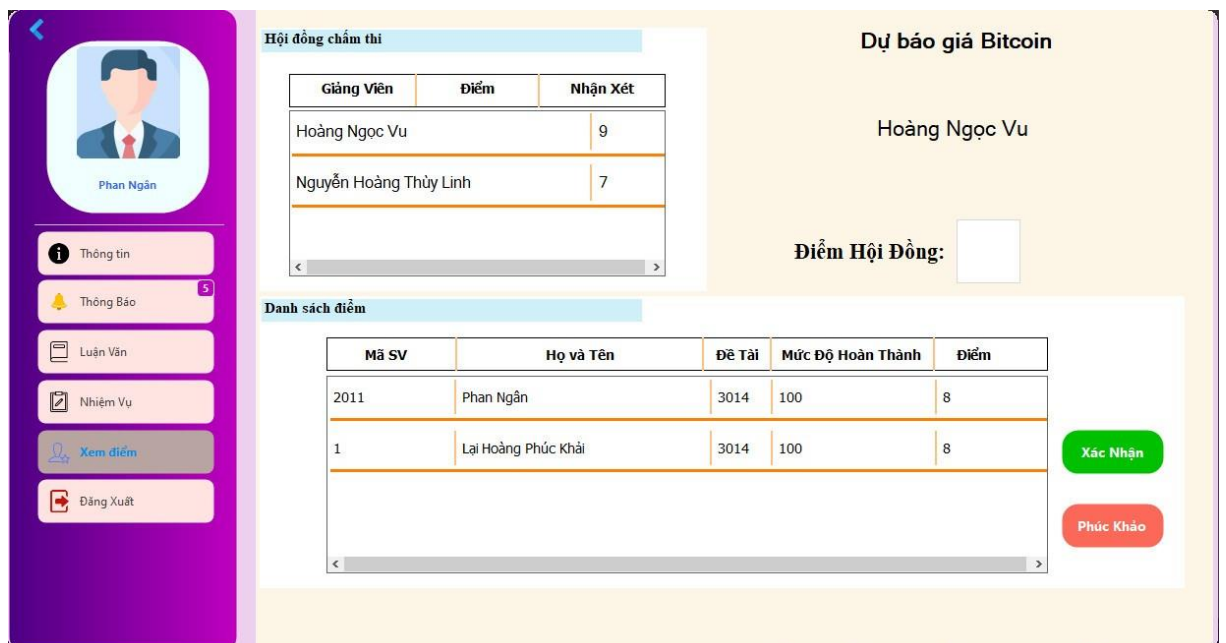 Phan Ngân
Thông tin
Thông Báo 5
Luận Văn
Nhiệm Vụ
Xem điểm
Đăng Xuất
Hội đồng chấm thi
Giảng Viên Điểm Nhận Xét
Hoàng Ngọc Vu 9
Nguyễn Hoàng Thùy Linh 7
Dự báo giá Bitcoin
Hoàng Ngọc Vu
Điểm Hội Đồng:
Danh sách điểm
Mã SV Họ và Tên Đề Tài Mức Độ Hoàn Thành Điểm
2011 Phan Ngân 3014 100 8
1 Lại Hoàng Phúc Khải 3014 100 8
Xác Nhận
Phúc Khảo